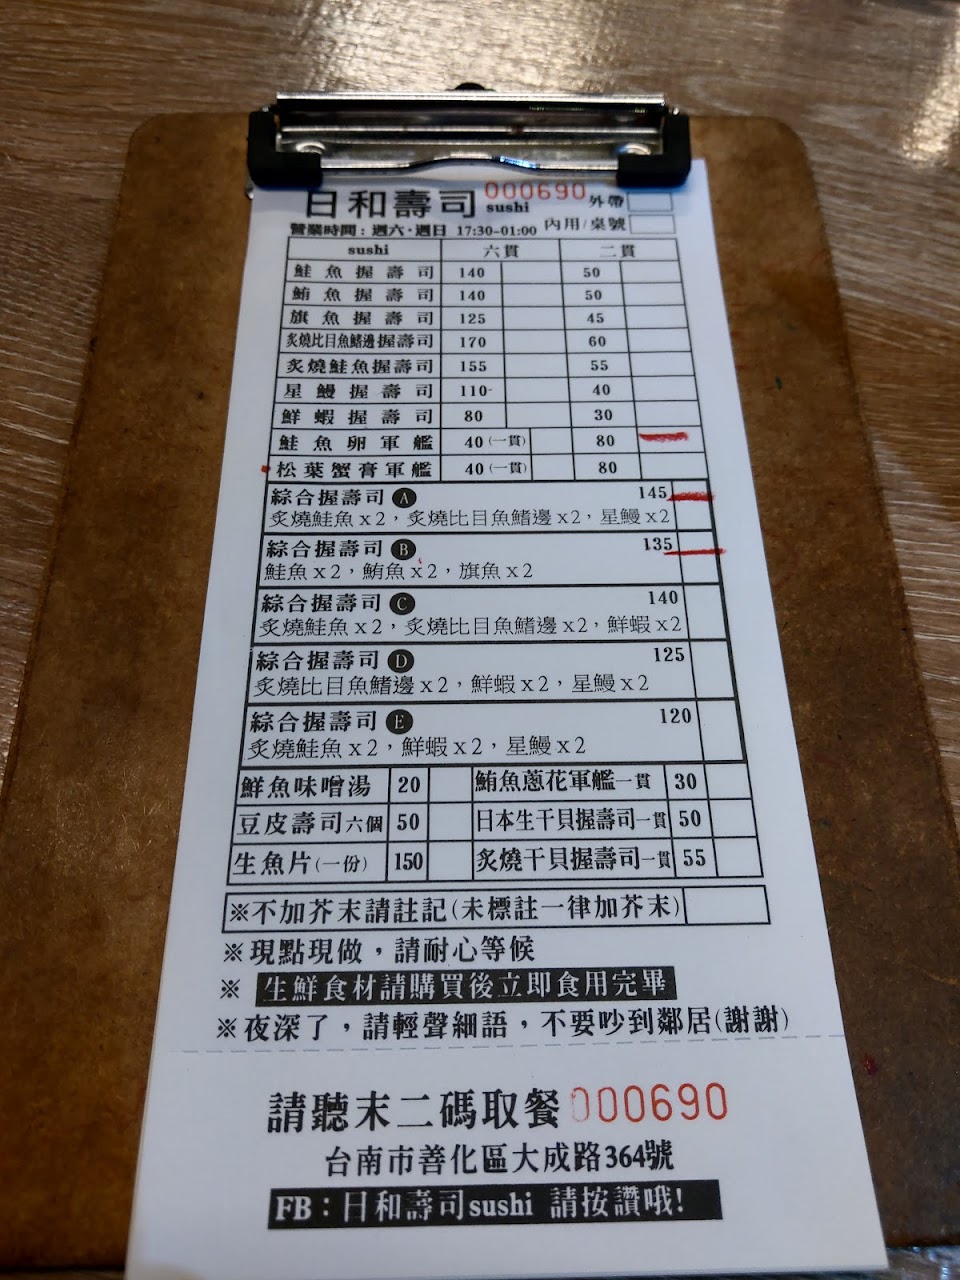 日和壽司 sushi 000690 外帶
營業時間：週六・週日 17:30-01:00 內用/桌號
sushi 六貫 二貫
鮭魚握壽司 140 50
鮪魚握壽司 140 50
旗魚握壽司 125 45
炙燒比目魚鰭邊握壽司 170 60
炙燒鮭魚握壽司 155 55
星鰻握壽司 110 40
鮮蝦握壽司 80 30
鮭魚卵軍艦 40(一貫) 80
松葉蟹膏軍艦 40(一貫) 80
綜合握壽司 A 145
炙燒鮭魚x2，炙燒比目魚鰭邊x2，星鰻x2
綜合握壽司 B 135
鮭魚x2，鮪魚x2，旗魚x2
綜合握壽司 C 140
炙燒鮭魚x2，炙燒比目魚鰭邊x2，鮮蝦x2
綜合握壽司 D 125
炙燒比目魚鰭邊x2，鮮蝦x2，星鰻x2
綜合握壽司 E 120
炙燒鮭魚x2，鮮蝦x2，星鰻x2
鮮魚味噌湯 20 鮪魚蔥花軍艦一貫 30
豆皮壽司六個 50 日本生干貝握壽司一貫 50
生魚片(一份) 150 炙燒干貝握壽司一貫 55
※不加芥末請註記(未標註一律加芥末)
※現點現做，請耐心等候
※ 生鮮食材請購買後立即食用完畢
※夜深了，請輕聲細語，不要吵到鄰居(謝謝)
請聽末二碼取餐 000690
台南市善化區大成路364號
FB：日和壽司sushi 請按讚哦!